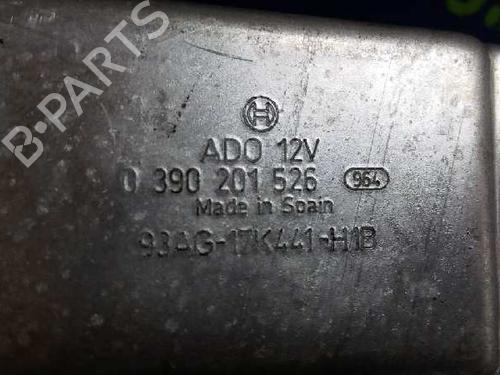 B-PARTS
ADO 12V
0 390 201 526 964
Made in Spain
93AG-17K441-H1B